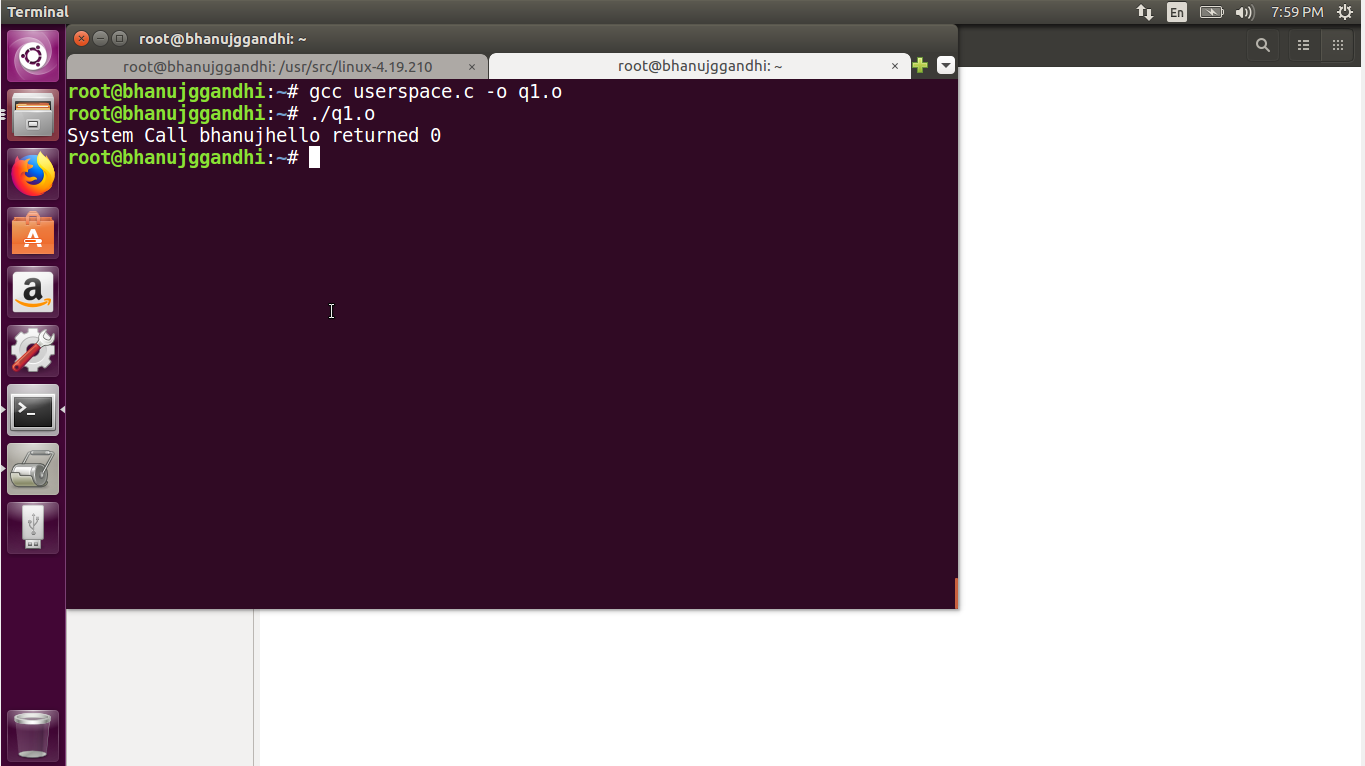 Terminal
En
7:59 PM
root@bhanujggandhi: ~
root@bhanujggandhi: /usr/src/linux-4.19.210 ×
root@bhanujggandhi: ~ ×
root@bhanujggandhi:~# gcc userspace.c -o q1.o
root@bhanujggandhi:~# ./q1.o
System Call bhanujhello returned 0
root@bhanujggandhi:~#